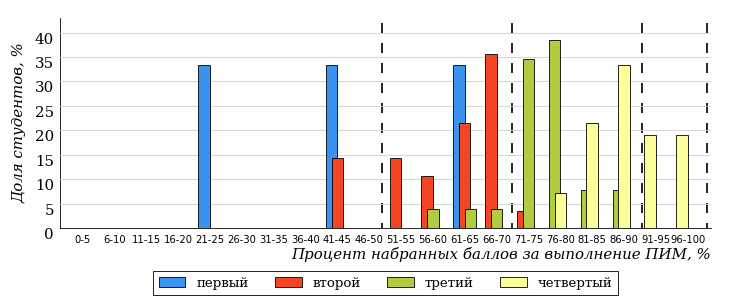 Доля студентов, %
40
35
30
25
20
15
10
5
0
0-5 6-10 11-15 16-20 21-25 26-30 31-35 36-40 41-45 46-50 51-55 56-60 61-65 66-70 71-75 76-80 81-85 86-90 91-95 96-100
Процент набранных баллов за выполнение ПИМ, %
первый второй третий четвертый